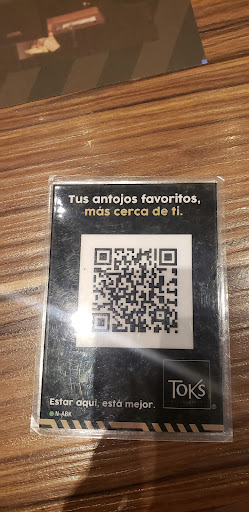 Tus antojos favoritos,
más cerca de ti.
TOKS
Estar aquí, está mejor.
N-ABK